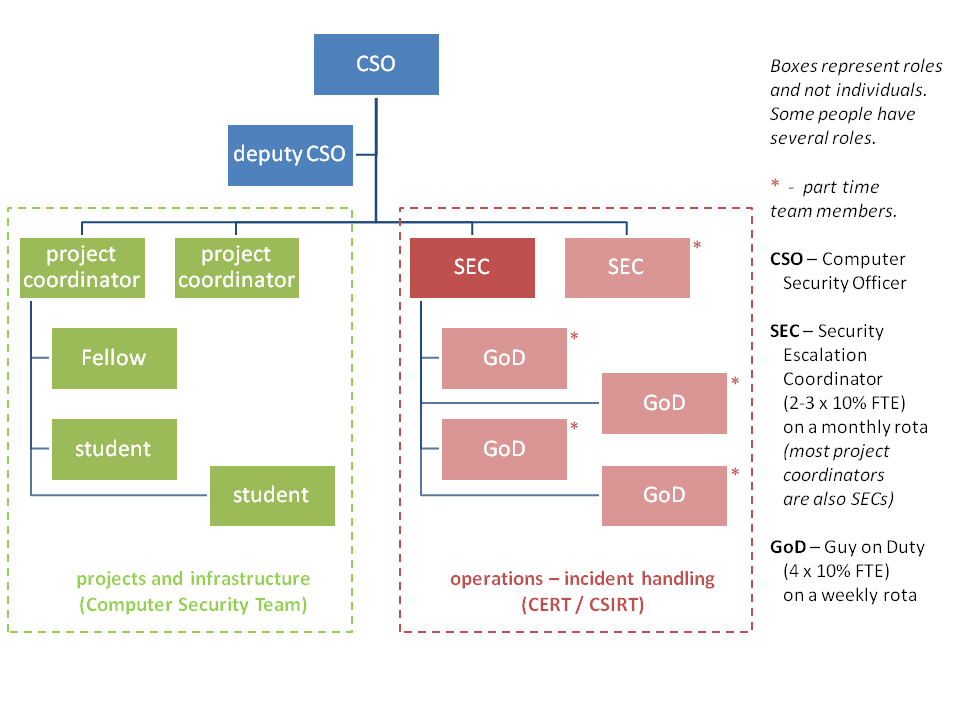 CSO
deputy CSO
project
coordinator
project
coordinator
Fellow
student
student
projects and infrastructure
(Computer Security Team)
SEC
SEC
*
GoD
*
GoD
*
GoD
*
GoD
*
operations – incident handling
(CERT / CSIRT)
Boxes represent roles
and not individuals.
Some people have
several roles.
* - part time
team members.
CSO – Computer
Security Officer
SEC – Security
Escalation
Coordinator
(2-3 x 10% FTE)
on a monthly rota
(most project
coordinators
are also SECs)
GoD – Guy on Duty
(4 x 10% FTE)
on a weekly rota